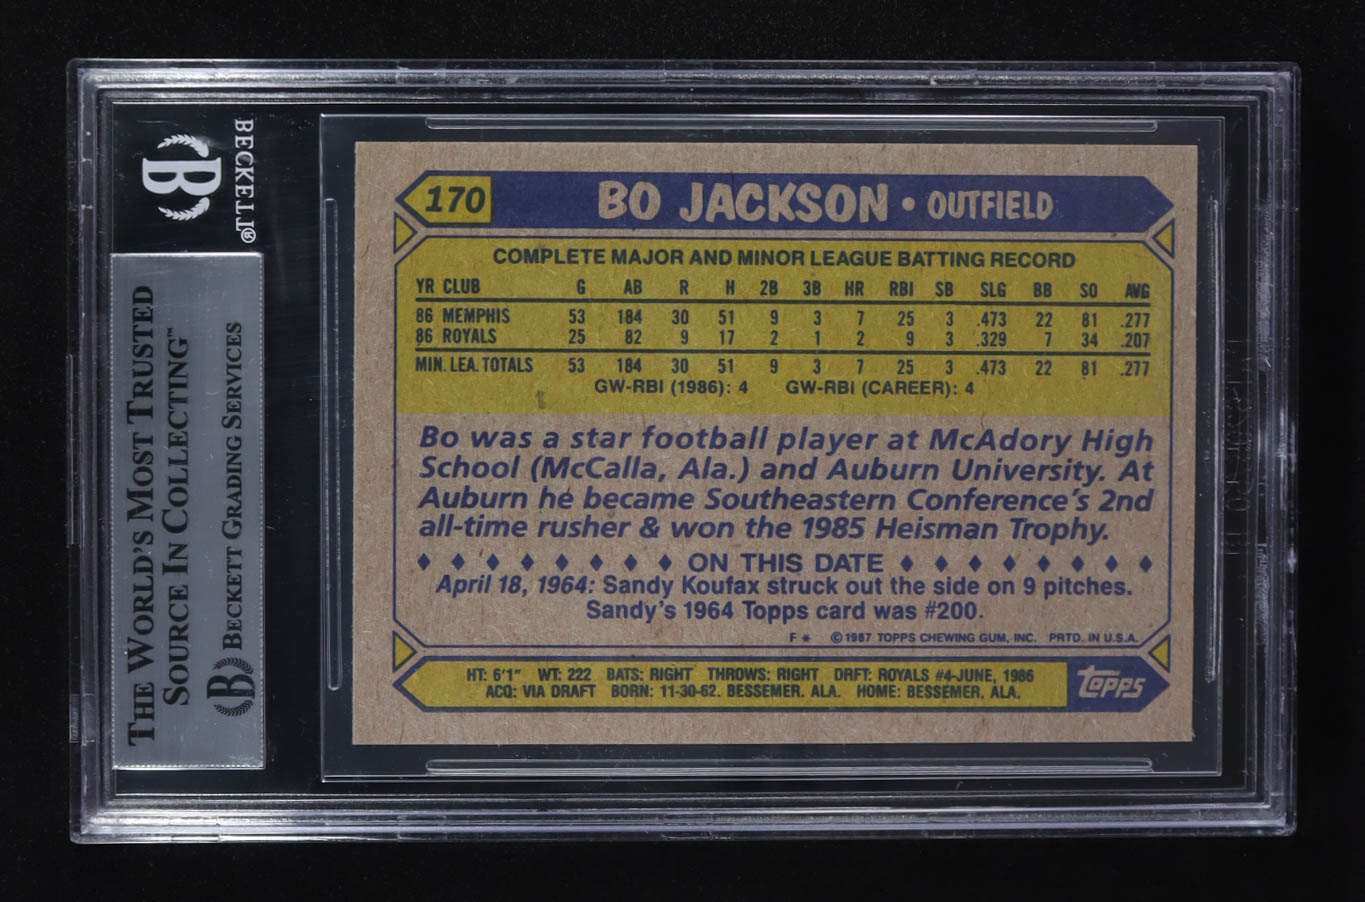 BECKETT®
THE WORLD'S MOST TRUSTED
SOURCE IN COLLECTING™
BECKETT GRADING SERVICES
170 BO JACKSON • OUTFIELD
COMPLETE MAJOR AND MINOR LEAGUE BATTING RECORD
YR CLUB G AB R H 2B 3B HR RBI SB SLG BB SO AVG
86 MEMPHIS 53 184 30 51 9 3 7 25 3 .473 22 81 .277
86 ROYALS 25 82 9 17 2 1 2 9 3 .329 7 34 .207
MIN. LEA. TOTALS 53 184 30 51 9 3 7 25 3 .473 22 81 .277
GW-RBI (1986): 4 GW-RBI (CAREER): 4
Bo was a star football player at McAdory High
School (McCalla, Ala.) and Auburn University. At
Auburn he became Southeastern Conference's 2nd
all-time rusher & won the 1985 Heisman Trophy.
♦ ♦ ♦ ♦ ♦ ♦ ♦ ♦ ♦ ON THIS DATE ♦ ♦ ♦ ♦ ♦ ♦ ♦ ♦ ♦
April 18, 1964: Sandy Koufax struck out the side on 9 pitches.
Sandy's 1964 Topps card was #200.
F * ©1987 TOPPS CHEWING GUM, INC. PRTD. IN U.S.A.
HT: 6'1" WT: 222 BATS: RIGHT THROWS: RIGHT DRFT: ROYALS #4-JUNE, 1986
ACQ: VIA DRAFT BORN: 11-30-62, BESSEMER, ALA. HOME: BESSEMER, ALA.
topps